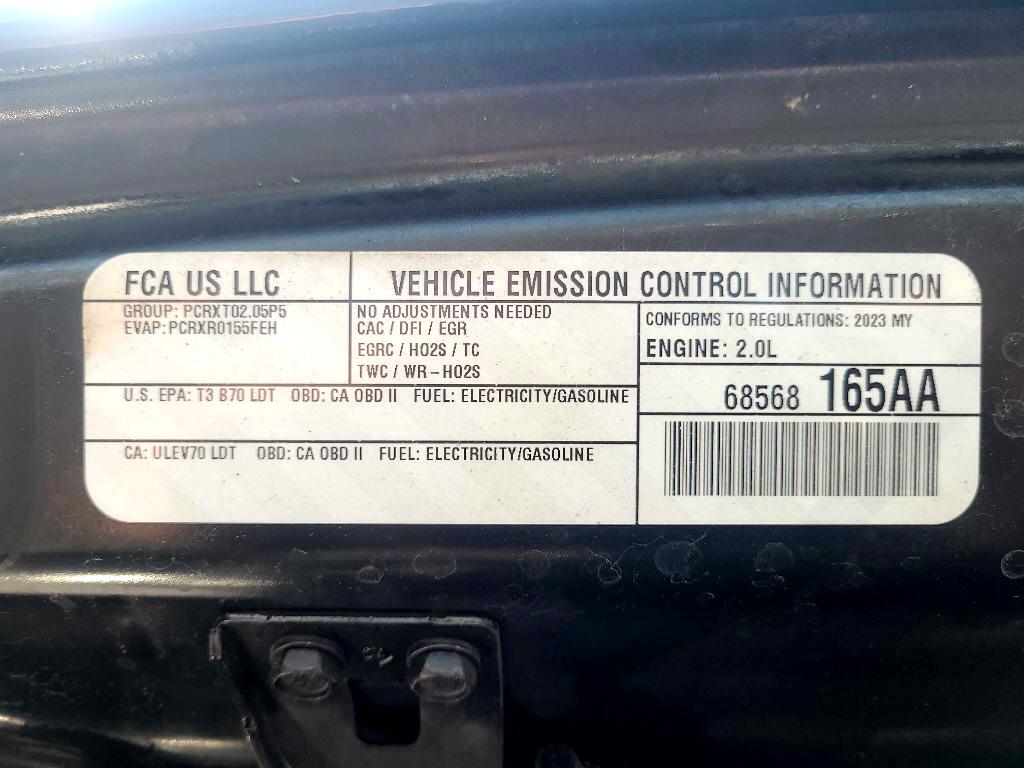 FCA US LLC
VEHICLE EMISSION CONTROL INFORMATION
GROUP: PCRXT02.05P5
EVAP:PCRXR0155FEH
NO ADJUSTMENTS NEEDED
CAC / DFI / EGR
EGRC / HO2S / TC
TWC / WR-HO2S
CONFORMS TO REGULATIONS: 2023 MY
ENGINE: 2.0L
U.S. EPA: T3 B70 LDT OBD: CA OBD II FUEL: ELECTRICITY/GASOLINE
68568 165AA
CA: ULEV70 LDT OBD: CA OBD II FUEL: ELECTRICITY/GASOLINE